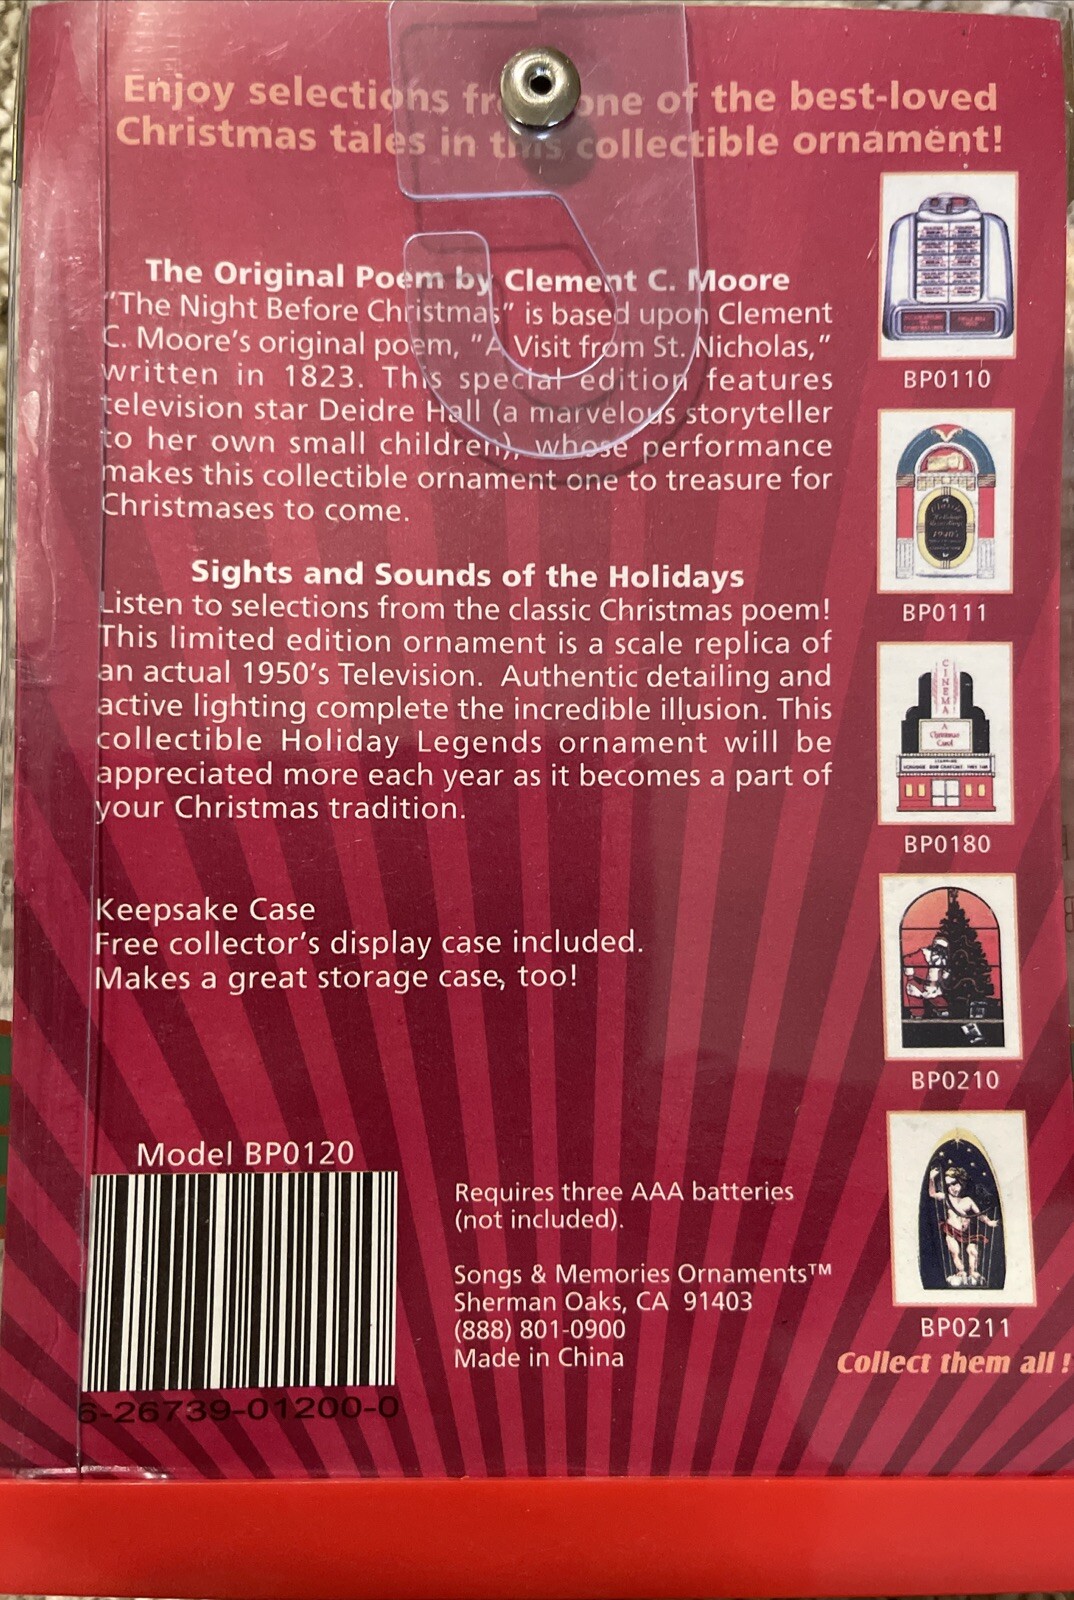 Enjoy selections from one of the best-loved
Christmas tales in this collectible ornament!
The Original Poem by Clement C. Moore
"The Night Before Christmas" is based upon Clement
C. Moore's original poem, "A Visit from St. Nicholas,"
written in 1823. This special edition features
television star Deidre Hall (a marvelous storyteller
to her own small children), whose performance
makes this collectible ornament one to treasure for
Christmases to come.
Sights and Sounds of the Holidays
Listen to selections from the classic Christmas poem!
This limited edition ornament is a scale replica of
an actual 1950's Television. Authentic detailing and
active lighting complete the incredible illusion. This
collectible Holiday Legends ornament will be
appreciated more each year as it becomes a part of
your Christmas tradition.
Keepsake Case
Free collector's display case included.
Makes a great storage case, too!
Model BP0120
6-26739-01200-0
Requires three AAA batteries
(not included).
Songs & Memories Ornaments™
Sherman Oaks, CA 91403
(888) 801-0900
Made in China
BP0110
BP0111
CINEMA
A
Christmas
Carol
BP0180
BP0210
BP0211
Collect them all!